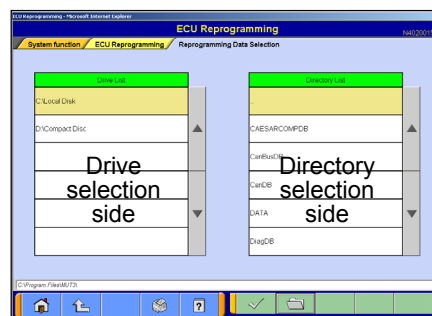 ECU Reprogramming - Microsoft Internet Explorer
ECU Reprogramming
N4020015
System function ECU Reprogramming Reprogramming Data Selection
Drive List
C:\Local Disk
D:\Compact Disc
Drive
selection
side
Directory List
..
CAESARCOMPDB
CanBusDB
CanDB
DATA
DiagDB
Directory
selection
side
C:\Program Files\MUT3\